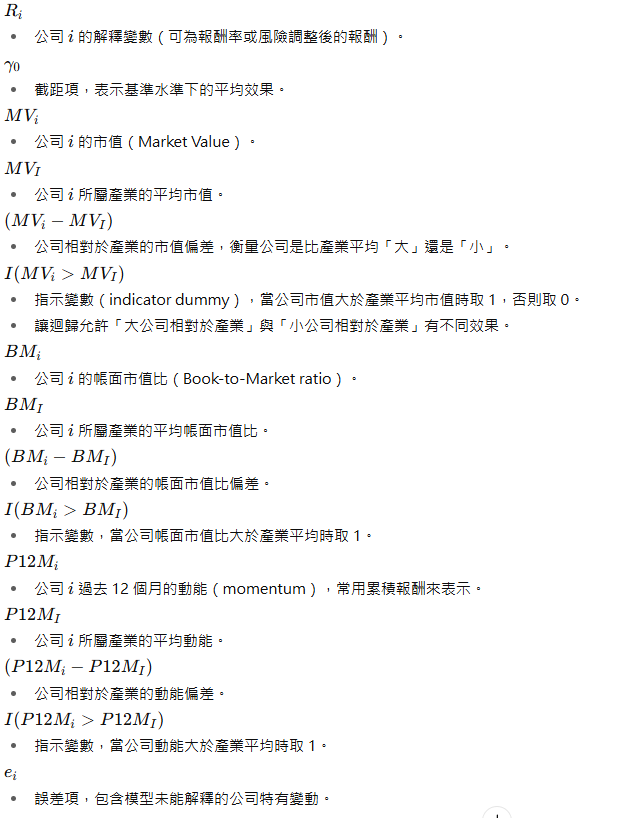 R_i
• 公司 i 的解釋變數（可為報酬率或風險調整後的報酬）。
γ_0
• 截距項，表示基準水準下的平均效果。
MV_i
• 公司 i 的市值（Market Value）。
MV_I
• 公司 i 所屬產業的平均市值。
(MV_i − MV_I)
• 公司相對於產業的市值偏差，衡量公司是比產業平均「大」還是「小」。
I(MV_i > MV_I)
• 指示變數（indicator dummy），當公司市值大於產業平均市值時取 1，否則取 0。
• 讓迴歸允許「大公司相對於產業」與「小公司相對於產業」有不同效果。
BM_i
• 公司 i 的帳面市值比（Book-to-Market ratio）。
BM_I
• 公司 i 所屬產業的平均帳面市值比。
(BM_i − BM_I)
• 公司相對於產業的帳面市值比偏差。
I(BM_i > BM_I)
• 指示變數，當公司帳面市值比大於產業平均時取 1。
P12M_i
• 公司 i 過去 12 個月的動能（momentum），常用累積報酬來表示。
P12M_I
• 公司 i 所屬產業的平均動能。
(P12M_i − P12M_I)
• 公司相對於產業的動能偏差。
I(P12M_i > P12M_I)
• 指示變數，當公司動能大於產業平均時取 1。
e_i
• 誤差項，包含模型未能解釋的公司特有變動。